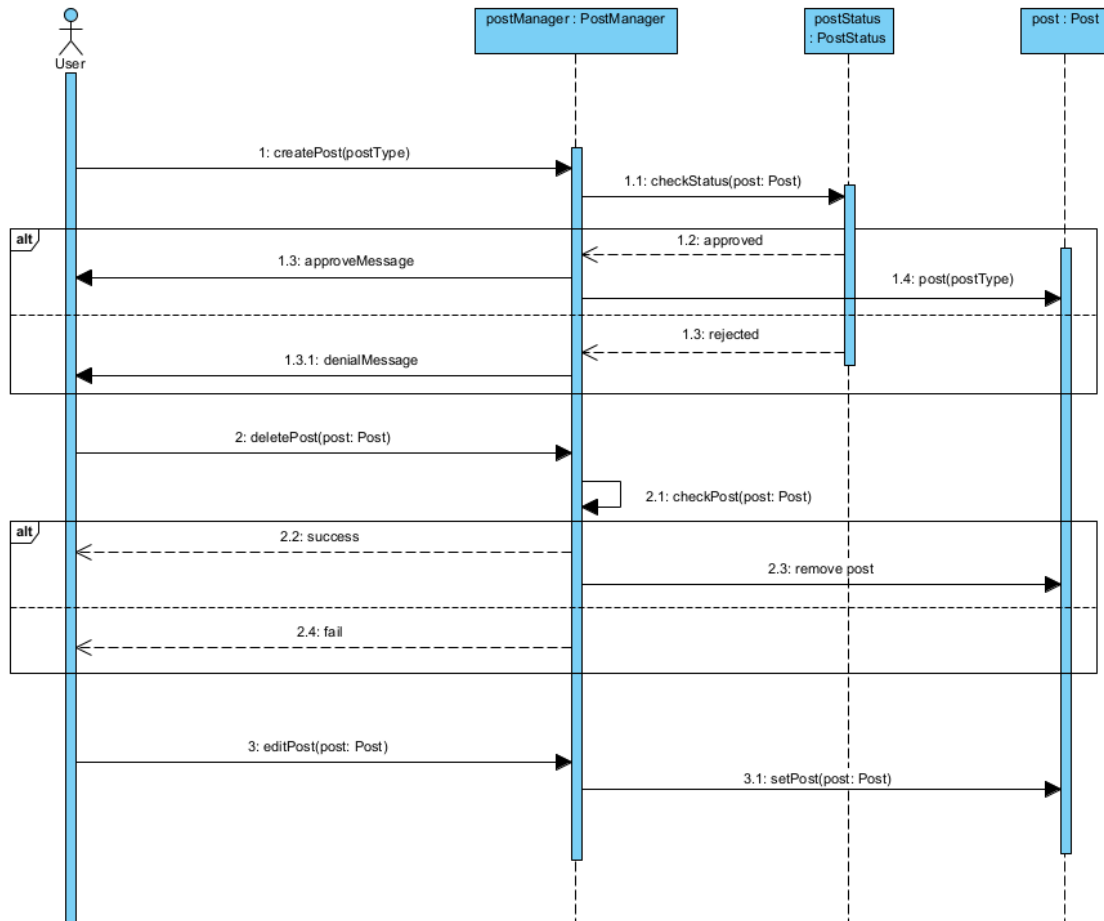 postManager : PostManager
postStatus
: PostStatus
post : Post
User
1: createPost(postType)
1.1: checkStatus(post: Post)
alt
1.2: approved
1.3: approveMessage
1.4: post(postType)
1.3: rejected
1.3.1: denialMessage
2: deletePost(post: Post)
2.1: checkPost(post: Post)
alt
2.2: success
2.3: remove post
2.4: fail
3: editPost(post: Post)
3.1: setPost(post: Post)